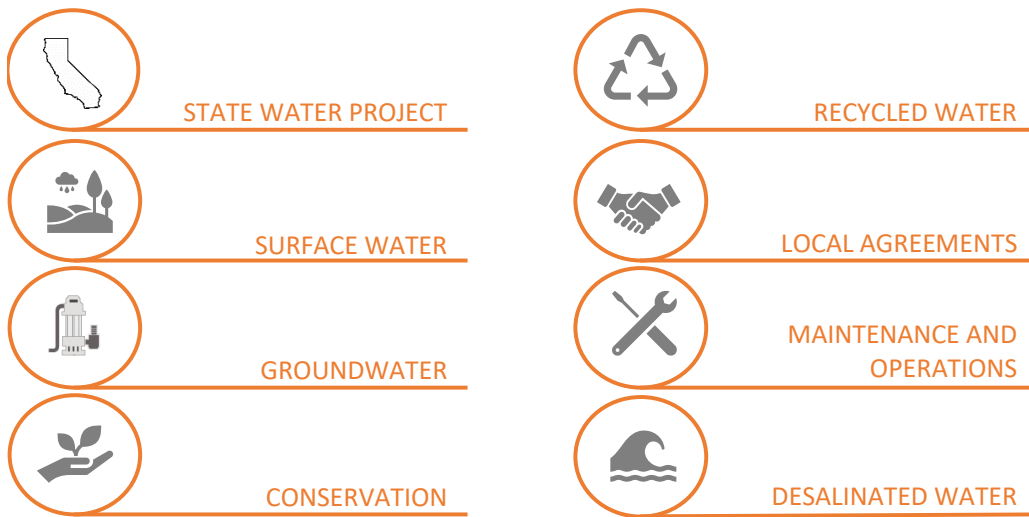 STATE WATER PROJECT
SURFACE WATER
GROUNDWATER
CONSERVATION
RECYCLED WATER
LOCAL AGREEMENTS
MAINTENANCE AND
OPERATIONS
DESALINATED WATER